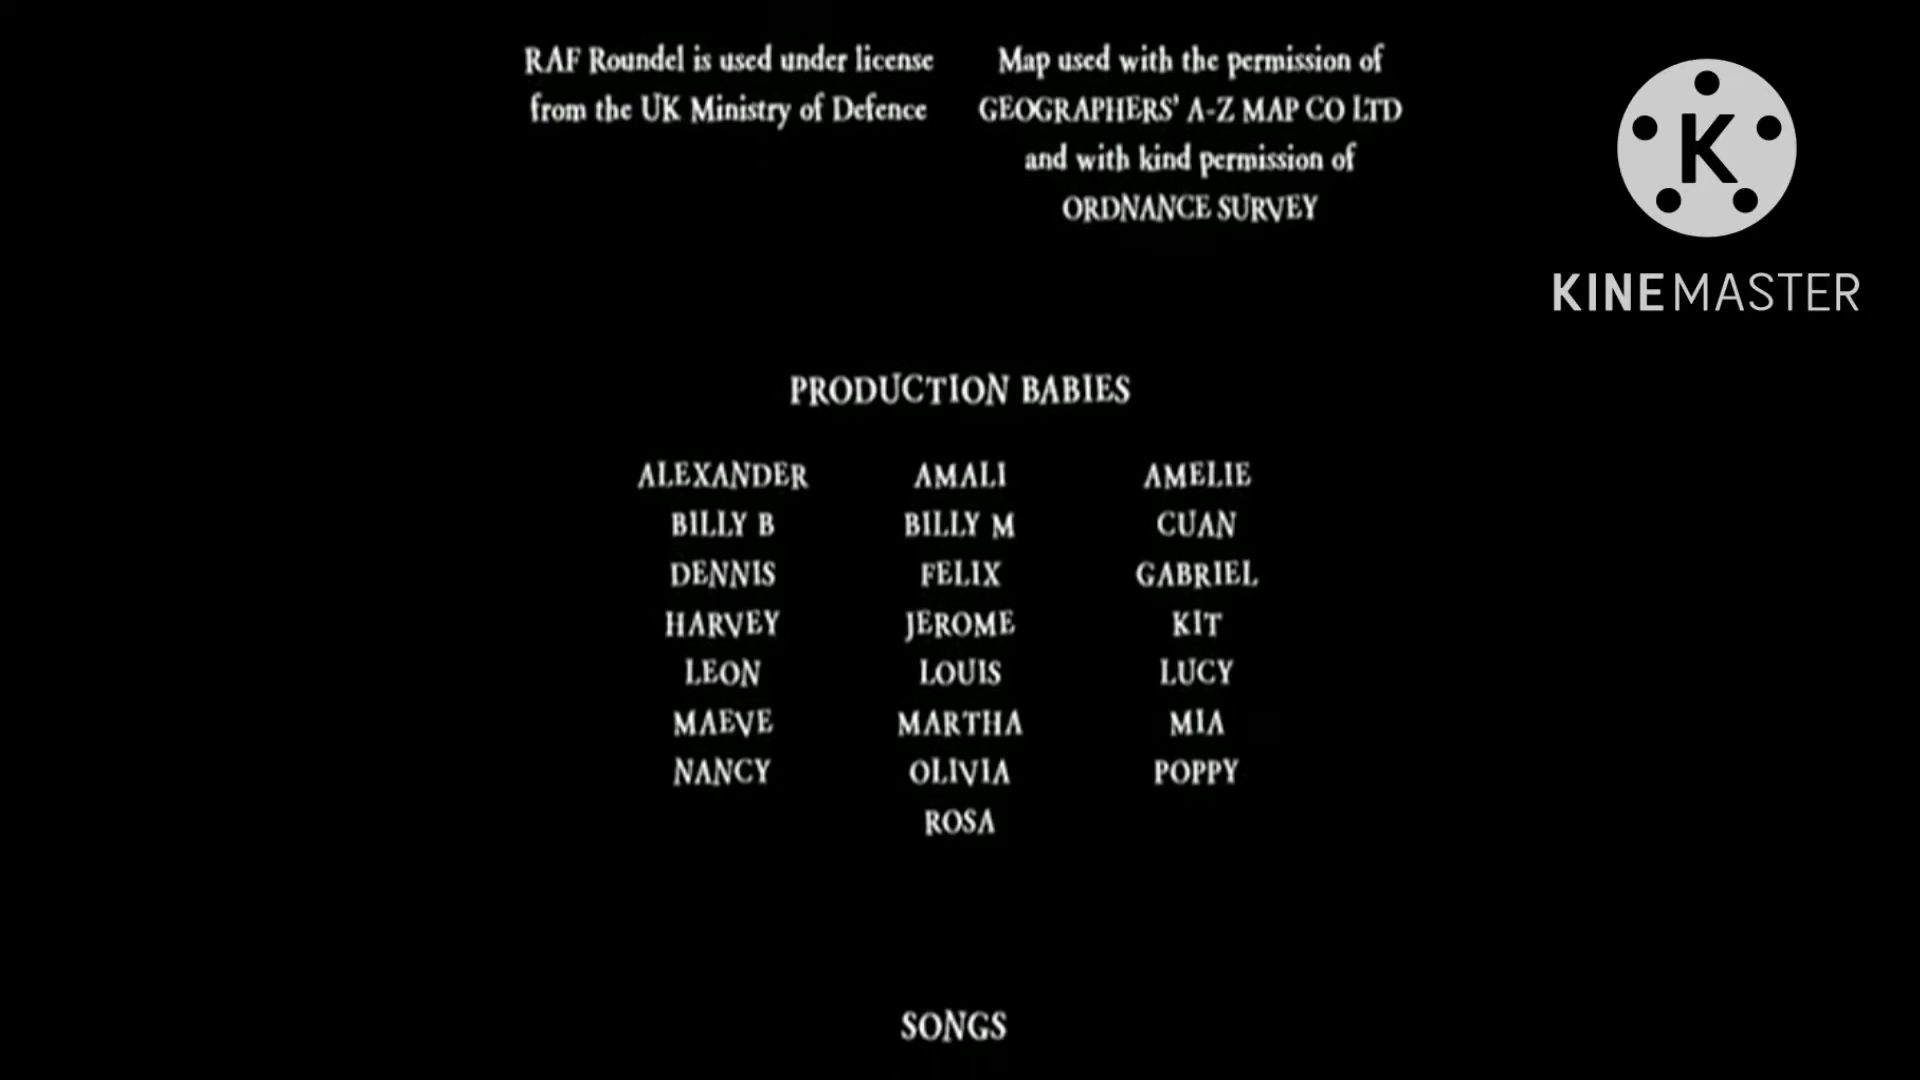 RAF Roundel is used under license
from the UK Ministry of Defence
Map used with the permission of
GEOGRAPHERS' A-Z MAP CO LTD
and with kind permission of
ORDNANCE SURVEY
K
KINEMASTER
PRODUCTION BABIES
ALEXANDER AMALI AMELIE
BILLY B BILLY M CUAN
DENNIS FELIX GABRIEL
HARVEY JEROME KIT
LEON LOUIS LUCY
MAEVE MARTHA MIA
NANCY OLIVIA POPPY
ROSA
SONGS